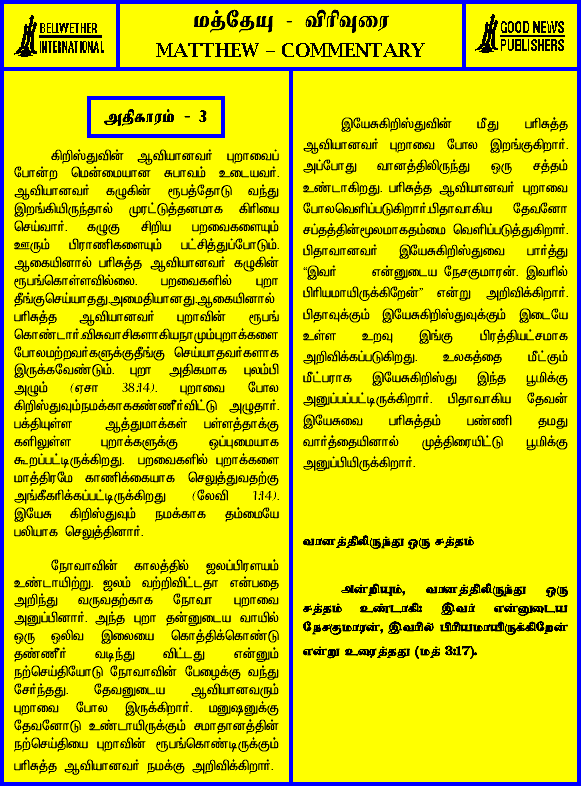 BELLWETHER
INTERNATIONAL
மத்தேயு - விரிவுரை
MATTHEW – COMMENTARY
GOOD NEWS
PUBLISHERS
அதிகாரம் - 3
கிறிஸ்துவின் ஆவியானவர் புறாவைப்
போன்ற மென்மையான சுபாவம் உடையவர்.
ஆவியானவர் கழுகின் ரூபத்தோடு வந்து
இறங்கியிருந்தால் முரட்டுத்தனமாக கிரியை
செய்வார். கழுகு சிறிய பறவைகளையும்
ஊரும் பிராணிகளையும் பட்சித்துப்போடும்.
ஆகையினால் பரிசுத்த ஆவியானவர் கழுகின்
ரூபங்கொள்ளவில்லை. பறவைகளில் புறா
தீங்குசெய்யாதது.அமைதியானது.ஆகையினால்
பரிசுத்த ஆவியானவர் புறாவின் ரூபங்
கொண்டார்.விசுவாசிகளாகியநாமும்புறாக்களை
போலமற்றவர்களுக்குதீங்கு செய்யாதவர்களாக
இருக்கவேண்டும். புறா அதிகமாக புலம்பி
அழும் (ஏசா 38:14). புறாவை போல
கிறிஸ்துவும்நமக்காககண்ணீர்விட்டு அழுதார்.
பக்தியுள்ள ஆத்துமாக்கள் பள்ளத்தாக்கு
களிலுள்ள புறாக்களுக்கு ஒப்புமையாக
கூறப்பட்டிருக்கிறது. பறவைகளில் புறாக்களை
மாத்திரமே காணிக்கையாக செலுத்துவதற்கு
அங்கீகரிக்கப்பட்டிருக்கிறது (லேவி 1:14).
இயேசு கிறிஸ்துவும் நமக்காக தம்மையே
பலியாக செலுத்தினார்.
நோவாவின் காலத்தில் ஜலப்பிரளயம்
உண்டாயிற்று. ஜலம் வற்றிவிட்டதா என்பதை
அறிந்து வருவதற்காக நோவா புறாவை
அனுப்பினார். அந்த புறா தன்னுடைய வாயில்
ஒரு ஒலிவ இலையை கொத்திக்கொண்டு
தண்ணீர் வடிந்து விட்டது என்னும்
நற்செய்தியோடு நோவாவின் பேழைக்கு வந்து
சேர்ந்தது. தேவனுடைய ஆவியானவரும்
புறாவை போல இருக்கிறார். மனுஷனுக்கு
தேவனோடு உண்டாயிருக்கும் சமாதானத்தின்
நற்செய்தியை புறாவின் ரூபங்கொண்டிருக்கும்
பரிசுத்த ஆவியானவர் நமக்கு அறிவிக்கிறார்.
இயேசுகிறிஸ்துவின் மீது பரிசுத்த
ஆவியானவர் புறாவை போல இறங்குகிறார்.
அப்போது வானத்திலிருந்து ஒரு சத்தம்
உண்டாகிறது. பரிசுத்த ஆவியானவர் புறாவை
போலவெளிப்படுகிறார்.பிதாவாகிய தேவனோ
சப்தத்தின்மூலமாகதம்மை வெளிப்படுத்துகிறார்.
பிதாவானவர் இயேசுகிறிஸ்துவை பார்த்து
“இவர் என்னுடைய நேசகுமாரன். இவரில்
பிரியமாயிருக்கிறேன்” என்று அறிவிக்கிறார்.
பிதாவுக்கும் இயேசுகிறிஸ்துவுக்கும் இடையே
உள்ள உறவு இங்கு பிரத்தியட்சமாக
அறிவிக்கப்படுகிறது. உலகத்தை மீட்கும்
மீட்பராக இயேசுகிறிஸ்து இந்த பூமிக்கு
அனுப்பப்பட்டிருக்கிறார். பிதாவாகிய தேவன்
இயேசுவை பரிசுத்தம் பண்ணி தமது
வார்த்தையினால் முத்திரையிட்டு பூமிக்கு
அனுப்பியிருக்கிறார்.
வானத்திலிருந்து ஒரு சத்தம்
அன்றியும், வானத்திலிருந்து ஒரு
சத்தம் உண்டாகி: இவர் என்னுடைய
நேசகுமாரன், இவரில் பிரியமாயிருக்கிறேன்
என்று உரைத்தது (மத் 3:17).